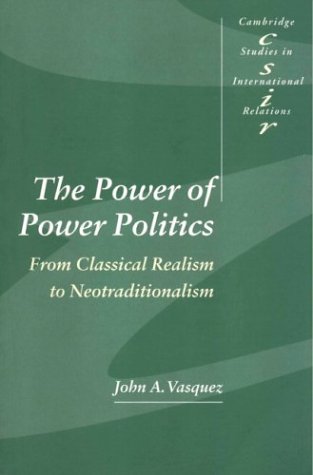 Cambridge
Studies in
International
Relations
c
s
i
r
The Power of
Power Politics
From Classical Realism
to Neotraditionalism
John A. Vasquez